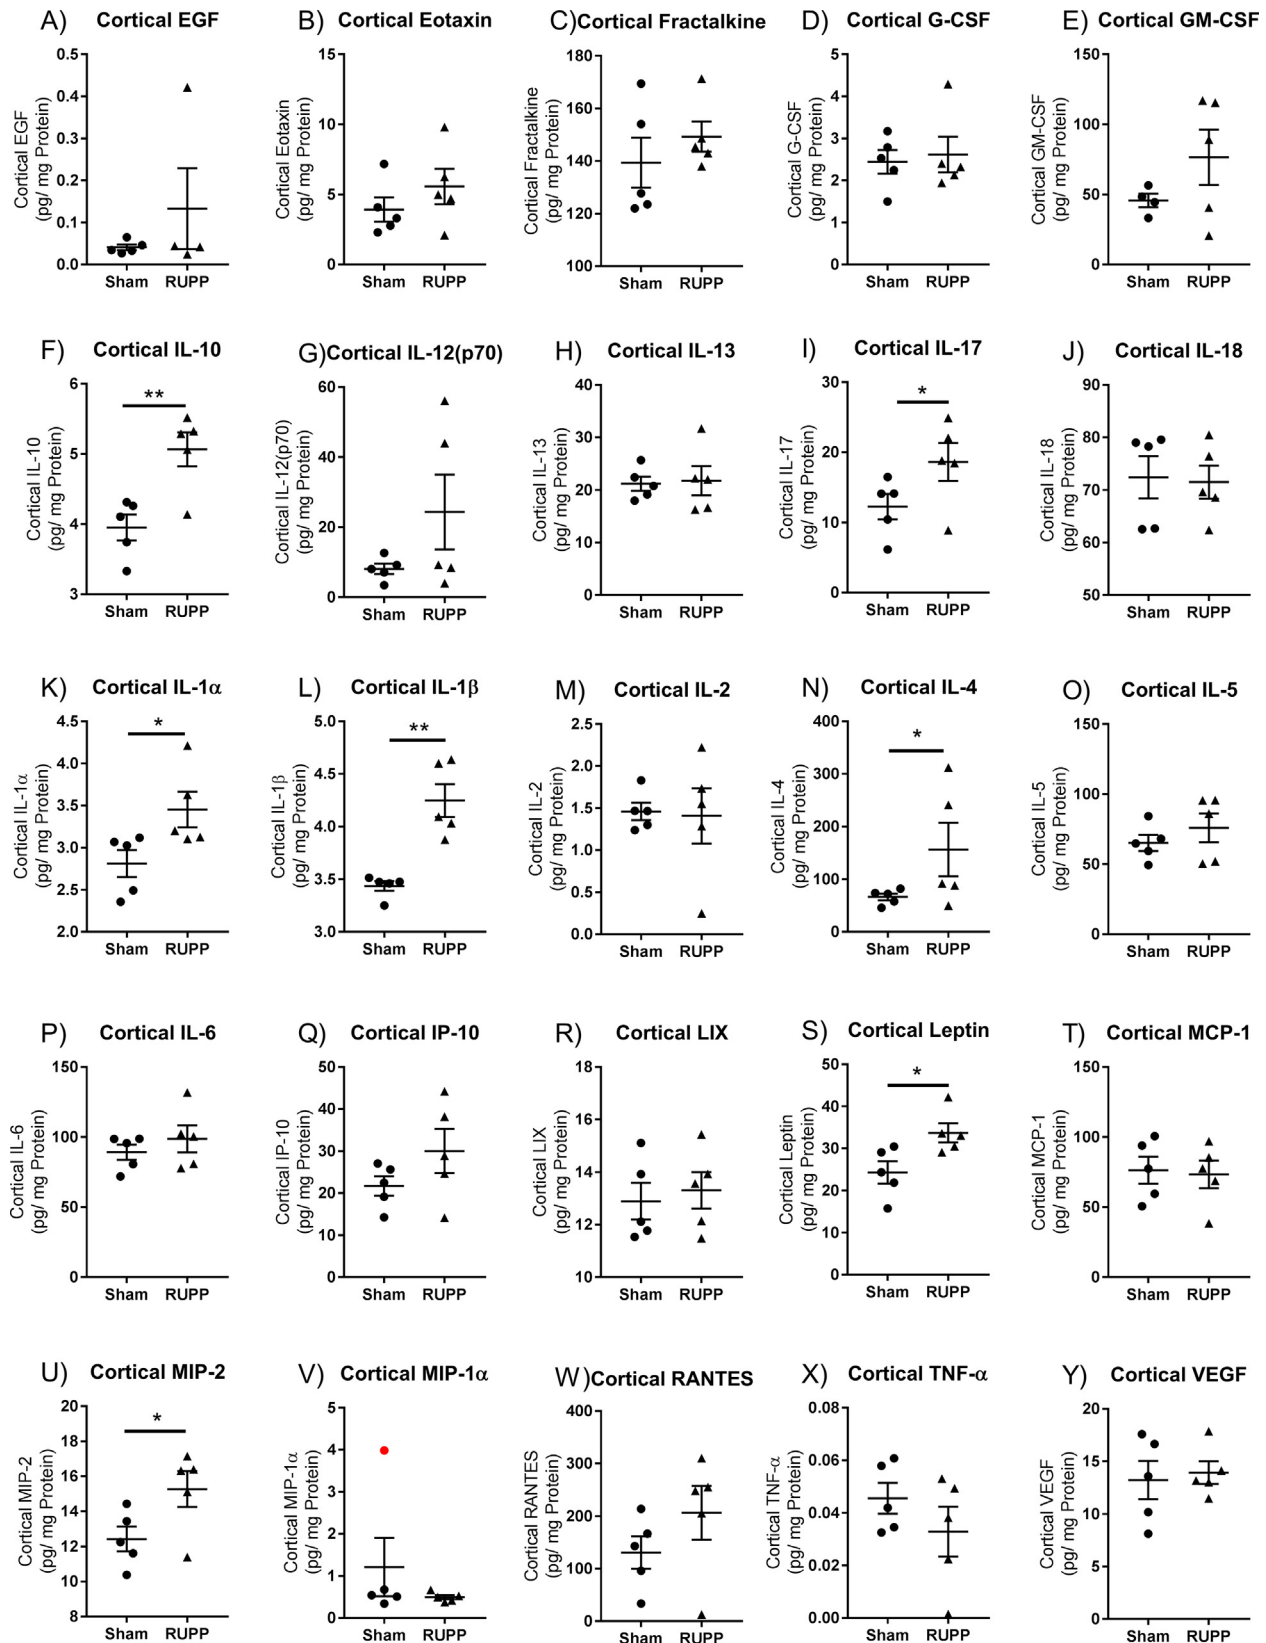 A) Cortical EGF
Cortical EGF
(pg/ mg Protein)
0.5
0.4
0.3
0.2
0.1
0.0
Sham RUPP
B) Cortical Eotaxin
Cortical Eotaxin
(pg/ mg Protein)
15
10
5
0
Sham RUPP
C) Cortical Fractalkine
Cortical Fractalkine
(pg/ mg Protein)
180
160
140
120
100
Sham RUPP
D) Cortical G-CSF
Cortical G-CSF
(pg/ mg Protein)
5
4
3
2
1
0
Sham RUPP
E) Cortical GM-CSF
Cortical GM-CSF
(pg/ mg Protein)
150
100
50
0
Sham RUPP
F) Cortical IL-10
Cortical IL-10
(pg/ mg Protein)
6
5
4
3
**
Sham RUPP
G) Cortical IL-12(p70)
Cortical IL-12(p70)
(pg/ mg Protein)
60
40
20
0
Sham RUPP
H) Cortical IL-13
Cortical IL-13
(pg/ mg Protein)
40
30
20
10
0
Sham RUPP
I) Cortical IL-17
Cortical IL-17
(pg/ mg Protein)
30
20
10
0
*
Sham RUPP
J) Cortical IL-18
Cortical IL-18
(pg/ mg Protein)
90
80
70
60
50
Sham RUPP
K) Cortical IL-1α
Cortical IL-1α
(pg/ mg Protein)
4.5
4.0
3.5
3.0
2.5
2.0
*
Sham RUPP
L) Cortical IL-1β
Cortical IL-1β
(pg/ mg Protein)
5.0
4.5
4.0
3.5
3.0
**
Sham RUPP
M) Cortical IL-2
Cortical IL-2
(pg/ mg Protein)
2.5
2.0
1.5
1.0
0.5
0.0
Sham RUPP
N) Cortical IL-4
Cortical IL-4
(pg/ mg Protein)
400
300
200
100
0
*
Sham RUPP
O) Cortical IL-5
Cortical IL-5
(pg/ mg Protein)
150
100
50
0
Sham RUPP
P) Cortical IL-6
Cortical IL-6
(pg/ mg Protein)
150
100
50
0
Sham RUPP
Q) Cortical IP-10
Cortical IP-10
(pg/ mg Protein)
50
40
30
20
10
0
Sham RUPP
R) Cortical LIX
Cortical LIX
(pg/ mg Protein)
18
16
14
12
10
Sham RUPP
S) Cortical Leptin
Cortical Leptin
(pg/ mg Protein)
50
40
30
20
10
0
*
Sham RUPP
T) Cortical MCP-1
Cortical MCP-1
(pg/ mg Protein)
150
100
50
0
Sham RUPP
U) Cortical MIP-2
Cortical MIP-2
(pg/ mg Protein)
20
18
16
14
12
10
8
*
Sham RUPP
V) Cortical MIP-1α
Cortical MIP-1α
(pg/ mg Protein)
5
4
3
2
1
0
Sham RUPP
W) Cortical RANTES
Cortical RANTES
(pg/ mg Protein)
400
300
200
100
0
Sham RUPP
X) Cortical TNF-α
Cortical TNF-α
(pg/ mg Protein)
0.08
0.06
0.04
0.02
0.00
Sham RUPP
Y) Cortical VEGF
Cortical VEGF
(pg/ mg Protein)
20
15
10
5
0
Sham RUPP